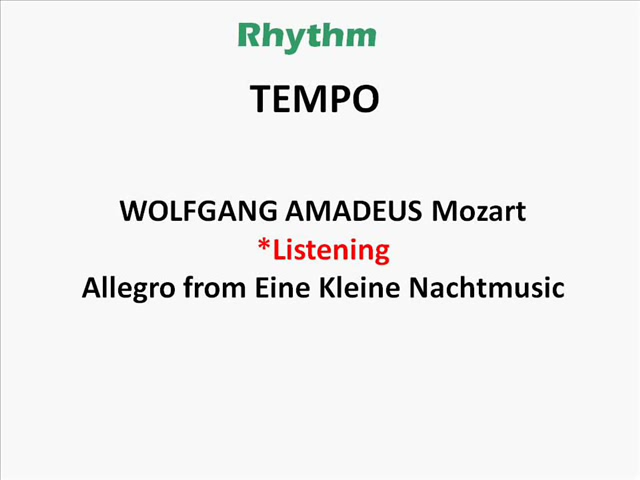 Rhythm
TEMPO
WOLFGANG AMADEUS Mozart
*Listening
Allegro from Eine Kleine Nachtmusic